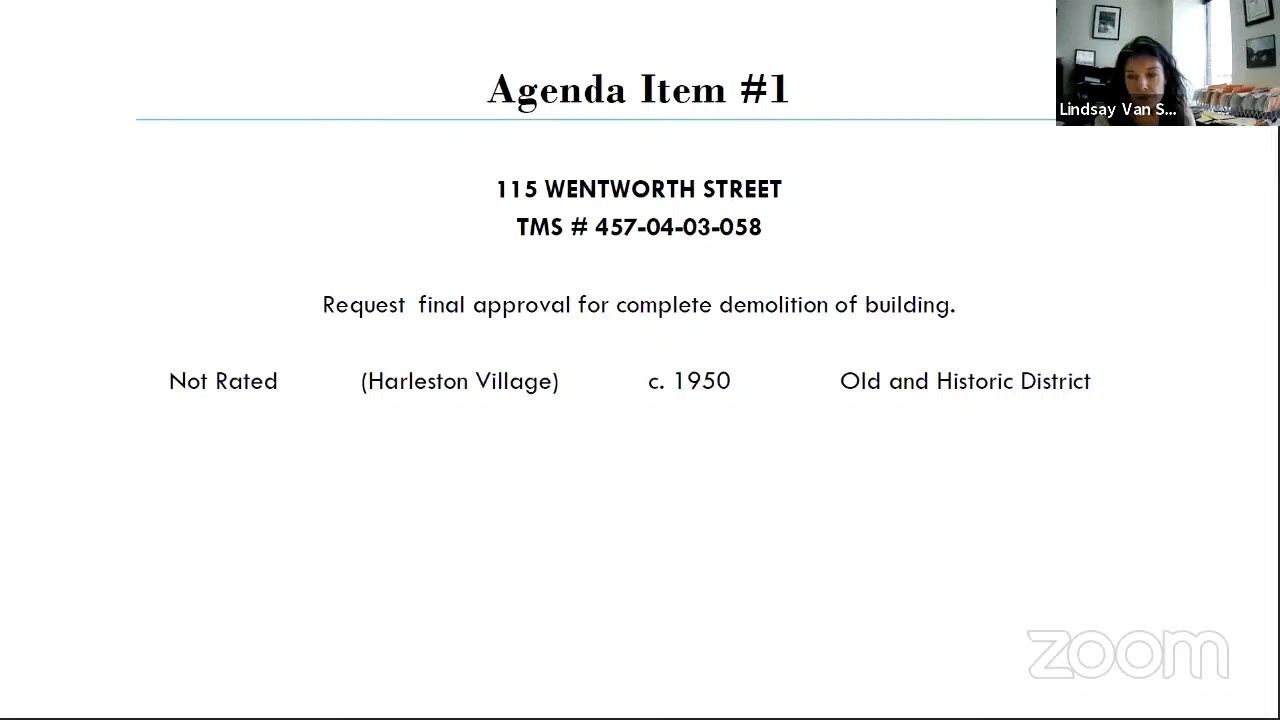 Agenda Item #1
Lindsay Van S...
115 WENTWORTH STREET
TMS # 457-04-03-058
Request final approval for complete demolition of building.
Not Rated (Harleston Village) c. 1950 Old and Historic District
zoom